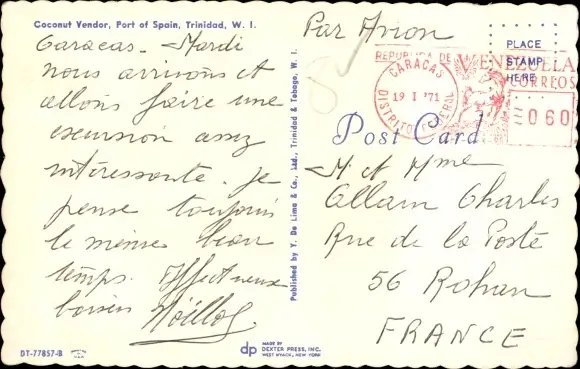 Coconut Vendor, Port of Spain, Trinidad, W. I.
Caracas - Mardi
nous arrivons et
allons faire une
excursion assez
intéressante. Je
pense toujours
le même beau
temps. Affectueux
baisers
DT-77857-B
Published by Y. De Lima & Co., Ltd., Trinidad & Tobago, W. I.
dp
MADE BY
DEXTER PRESS, INC.
WEST NYACK, NEW YORK
Par Avion
PLACE
STAMP
HERE
REPUBLICA DE VENEZUELA
CORREOS
CARACAS
19 I '71
DISTRITO FEDERAL
060
Post Card
M. et Mme
Allain Charles
Rue de la Poste
56 Rohan
FRANCE